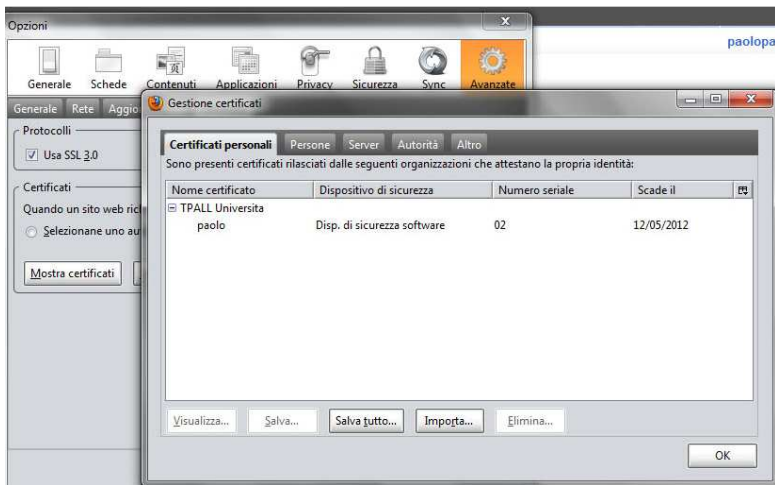 Opzioni
x
paolopa
Generale Schede Contenuti Applicazioni Privacy Sicurezza Sync Avanzate
Generale Rete Aggio
Gestione certificati
Protocolli
Usa SSL 3.0
Certificati
Quando un sito web ric
Selezionane uno au
Mostra certificati
Certificati personali Persone Server Autorità Altro
Sono presenti certificati rilasciati dalle seguenti organizzazioni che attestano la propria identità:
Nome certificato Dispositivo di sicurezza Numero seriale Scade il
TPALL Universita
paolo Disp. di sicurezza software 02 12/05/2012
Visualizza... Salva... Salva tutto... Importa... Elimina...
OK